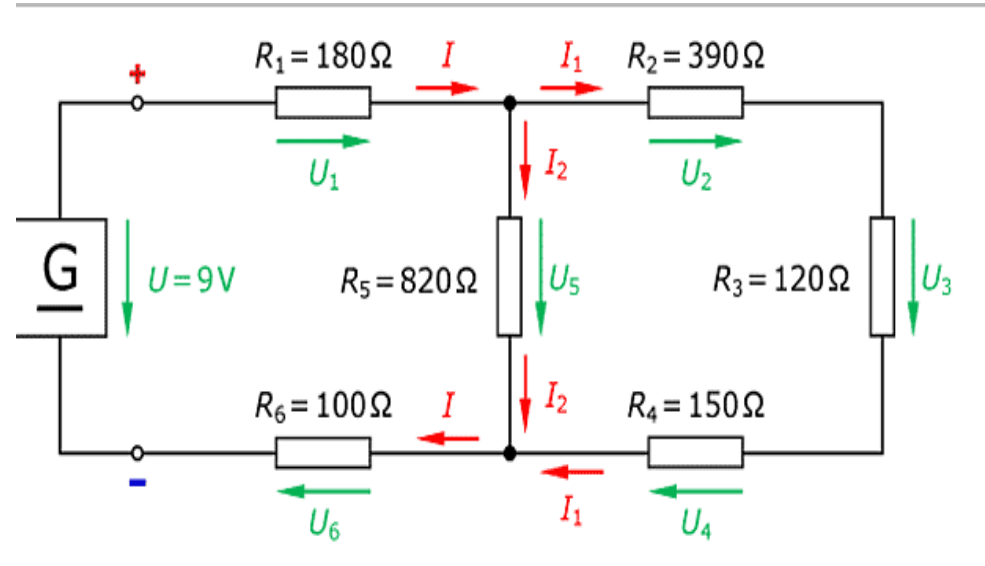 R₁ = 180 Ω
I
I₁
R₂ = 390 Ω
+
U₁
I₂
U₂
G
U = 9 V
R₅ = 820 Ω
U₅
R₃ = 120 Ω
U₃
R₆ = 100 Ω
I
I₂
R₄ = 150 Ω
-
U₆
I₁
U₄